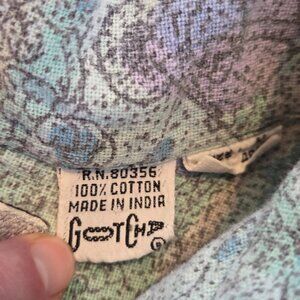 R.N. 80356
100% COTTON
MADE IN INDIA
GOTCHA